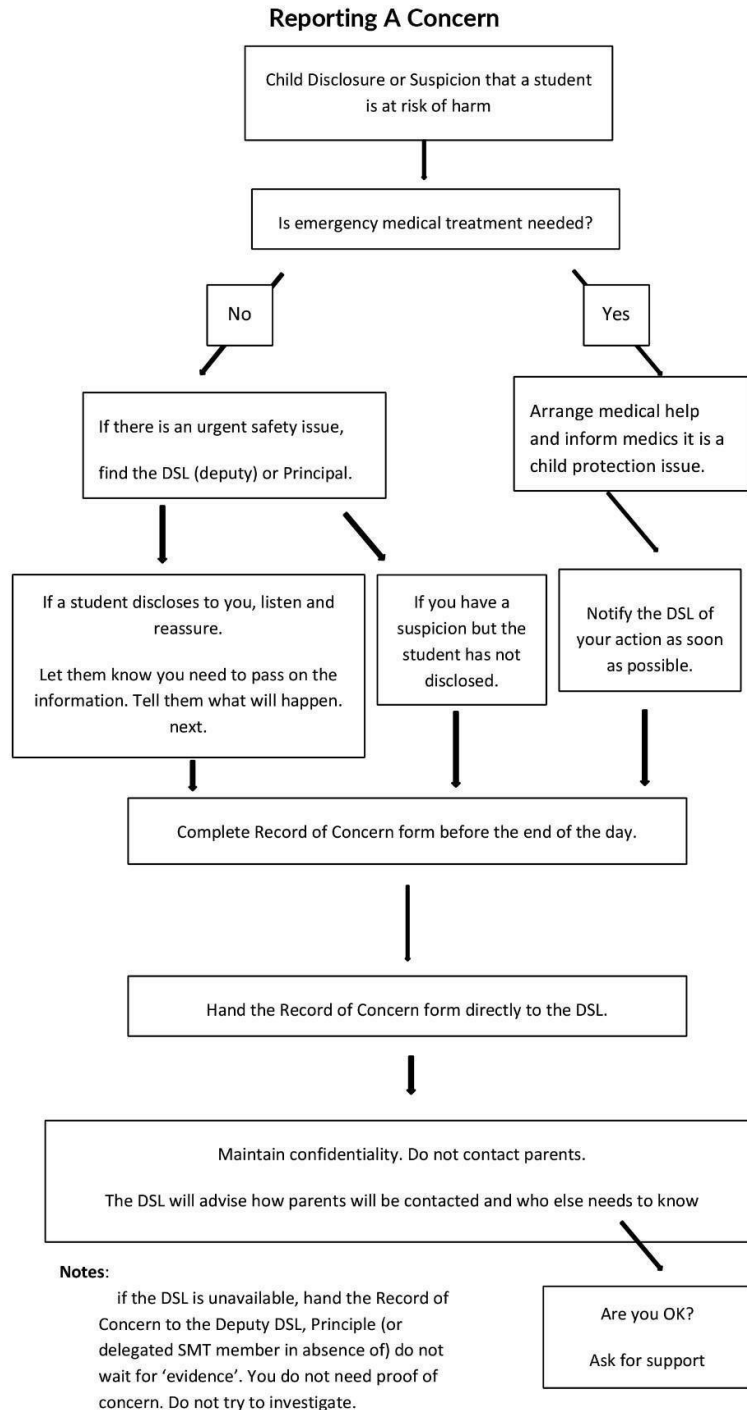 Reporting A Concern
Child Disclosure or Suspicion that a student
is at risk of harm
Is emergency medical treatment needed?
No
Yes
If there is an urgent safety issue,
find the DSL (deputy) or Principal.
Arrange medical help
and inform medics it is a
child protection issue.
If a student discloses to you, listen and
reassure.
Let them know you need to pass on the
information. Tell them what will happen.
next.
If you have a
suspicion but the
student has not
disclosed.
Notify the DSL of
your action as soon
as possible.
Complete Record of Concern form before the end of the day.
Hand the Record of Concern form directly to the DSL.
Maintain confidentiality. Do not contact parents.
The DSL will advise how parents will be contacted and who else needs to know
Notes:
if the DSL is unavailable, hand the Record of
Concern to the Deputy DSL, Principle (or
delegated SMT member in absence of) do not
wait for ‘evidence’. You do not need proof of
concern. Do not try to investigate.
Are you OK?
Ask for support